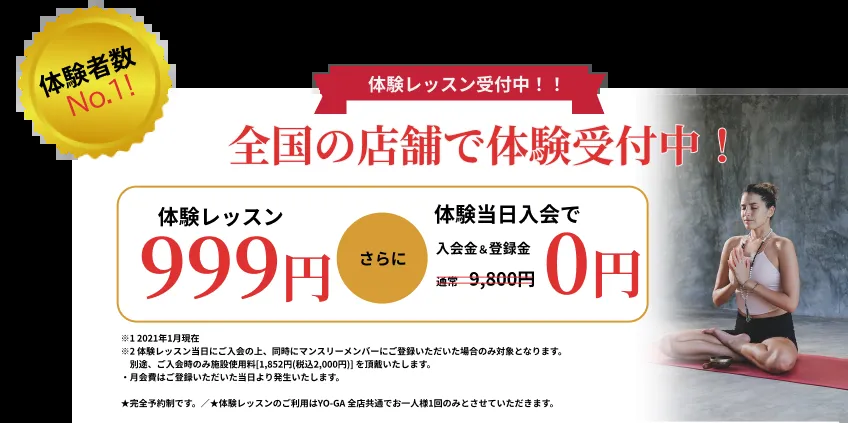 体験者数
No.1!
体験レッスン受付中！！
全国の店舗で体験受付中！
体験レッスン
999円
さらに
体験当日入会で
入会金&登録金
通常 9,800円
0円
※1 2021年1月現在
※2 体験レッスン当日にご入会の上、同時にマンスリーメンバーにご登録いただいた場合のみ対象となります。
別途、ご入会時のみ施設使用料[1,852円(税込2,000円)] を頂戴いたします。
・月会費はご登録いただいた当日より発生いたします。
★完全予約制です。／★体験レッスンのご利用はYO-GA 全店共通でお一人様1回のみとさせていただきます。